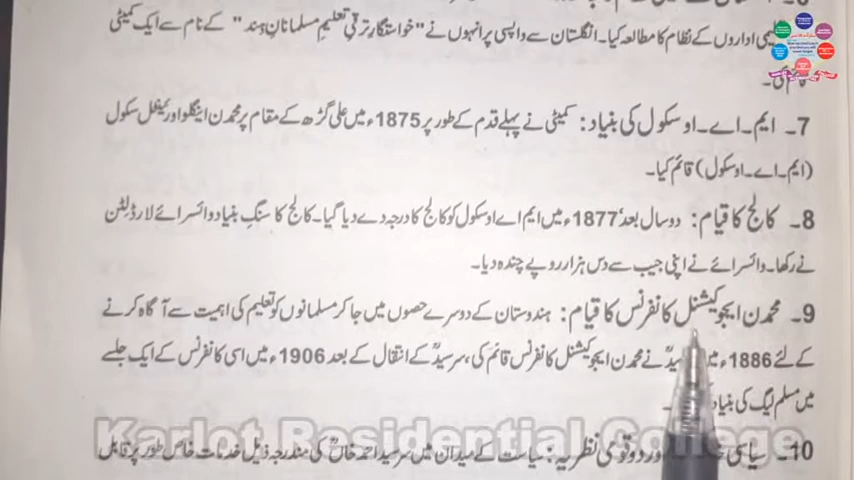 لیمی اداروں کے نظام کا مطالعہ کیا۔ انگلستان سے واپسی پر انہوں نے "خواستگارِ ترقیِ تعلیمِ مسلمانانِ ہند" کے نام سے ایک کمیٹی
قائم کی۔
7۔ ایم۔اے۔او سکول کی بنیاد: کمیٹی نے پہلے قدم کے طور پر 1875ء میں علی گڑھ کے مقام پر محمڈن اینگلو اورینٹل سکول
(ایم۔اے۔او سکول) قائم کیا۔
8۔ کالج کا قیام: دو سال بعد' 1877ء میں ایم اے او سکول کو کالج کا درجہ دے دیا گیا۔ کالج کا سنگِ بنیاد وائسرائے لارڈ لٹن
نے رکھا۔ وائسرائے نے اپنی جیب سے دس ہزار روپے چندہ دیا۔
9۔ محمڈن ایجوکیشنل کانفرنس کا قیام: ہندوستان کے دوسرے حصوں میں جا کر مسلمانوں کو تعلیم کی اہمیت سے آگاہ کرنے
کے لئے 1886ء میں سیدؒ نے محمڈن ایجوکیشنل کانفرنس قائم کی، سرسیدؒ کے انتقال کے بعد 1906ء میں اسی کانفرنس کے ایک جلسے
میں مسلم لیگ کی بنیاد
10۔ سیاسی اور دو قومی نظریہ: سیاست کے میدان میں سرسید احمد خاںؒ کی مندرجہ ذیل خدمات خاص طور پر قابل
Karlot Residential College